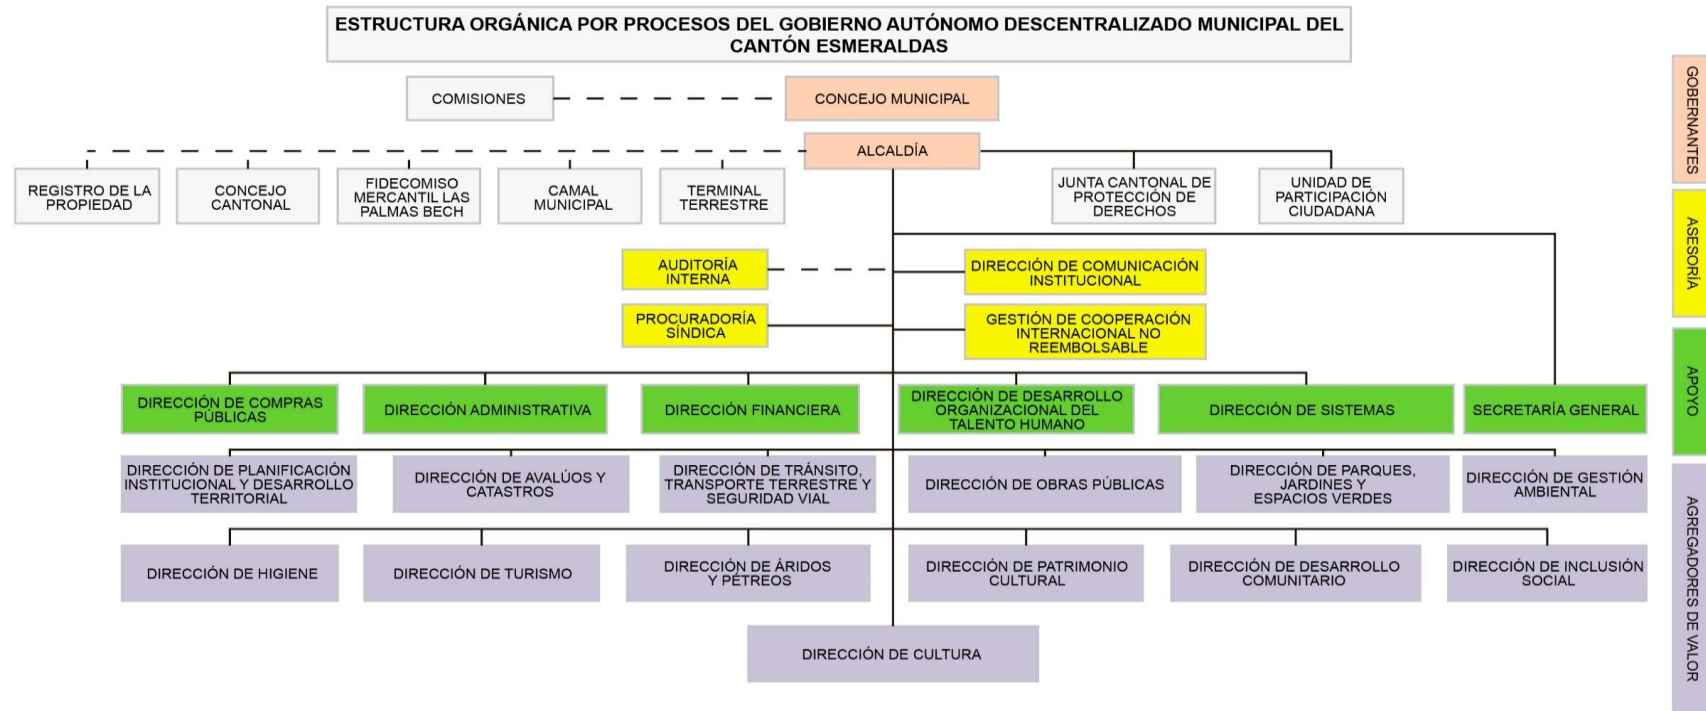 ESTRUCTURA ORGÁNICA POR PROCESOS DEL GOBIERNO AUTÓNOMO DESCENTRALIZADO MUNICIPAL DEL
CANTÓN ESMERALDAS
COMISIONES
CONCEJO MUNICIPAL
ALCALDÍA
REGISTRO DE LA
PROPIEDAD
CONCEJO
CANTONAL
FIDECOMISO
MERCANTIL LAS
PALMAS BECH
CAMAL
MUNICIPAL
TERMINAL
TERRESTRE
JUNTA CANTONAL DE
PROTECCIÓN DE
DERECHOS
UNIDAD DE
PARTICIPACIÓN
CIUDADANA
AUDITORÍA
INTERNA
DIRECCIÓN DE COMUNICACIÓN
INSTITUCIONAL
PROCURADORÍA
SÍNDICA
GESTIÓN DE COOPERACIÓN
INTERNACIONAL NO
REEMBOLSABLE
DIRECCIÓN DE COMPRAS
PÚBLICAS
DIRECCIÓN ADMINISTRATIVA
DIRECCIÓN FINANCIERA
DIRECCIÓN DE DESARROLLO
ORGANIZACIONAL DEL
TALENTO HUMANO
DIRECCIÓN DE SISTEMAS
SECRETARÍA GENERAL
DIRECCIÓN DE PLANIFICACIÓN
INSTITUCIONAL Y DESARROLLO
TERRITORIAL
DIRECCIÓN DE AVALÚOS Y
CATASTROS
DIRECCIÓN DE TRÁNSITO,
TRANSPORTE TERRESTRE Y
SEGURIDAD VIAL
DIRECCIÓN DE OBRAS PÚBLICAS
DIRECCIÓN DE PARQUES,
JARDINES Y
ESPACIOS VERDES
DIRECCIÓN DE GESTIÓN
AMBIENTAL
DIRECCIÓN DE HIGIENE
DIRECCIÓN DE TURISMO
DIRECCIÓN DE ÁRIDOS
Y PÉTREOS
DIRECCIÓN DE PATRIMONIO
CULTURAL
DIRECCIÓN DE DESARROLLO
COMUNITARIO
DIRECCIÓN DE INCLUSIÓN
SOCIAL
DIRECCIÓN DE CULTURA
GOBERNANTES
ASESORÍA
APOYO
AGREGADORES DE VALOR